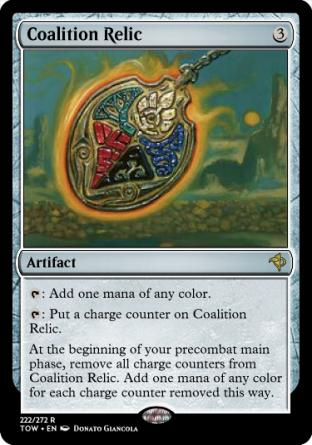 Coalition Relic 3
Artifact
: Add one mana of any color.
: Put a charge counter on Coalition
Relic.
At the beginning of your precombat main
phase, remove all charge counters from
Coalition Relic. Add one mana of any color
for each charge counter removed this way.
222/272 R
TOW • EN Donato Giancola